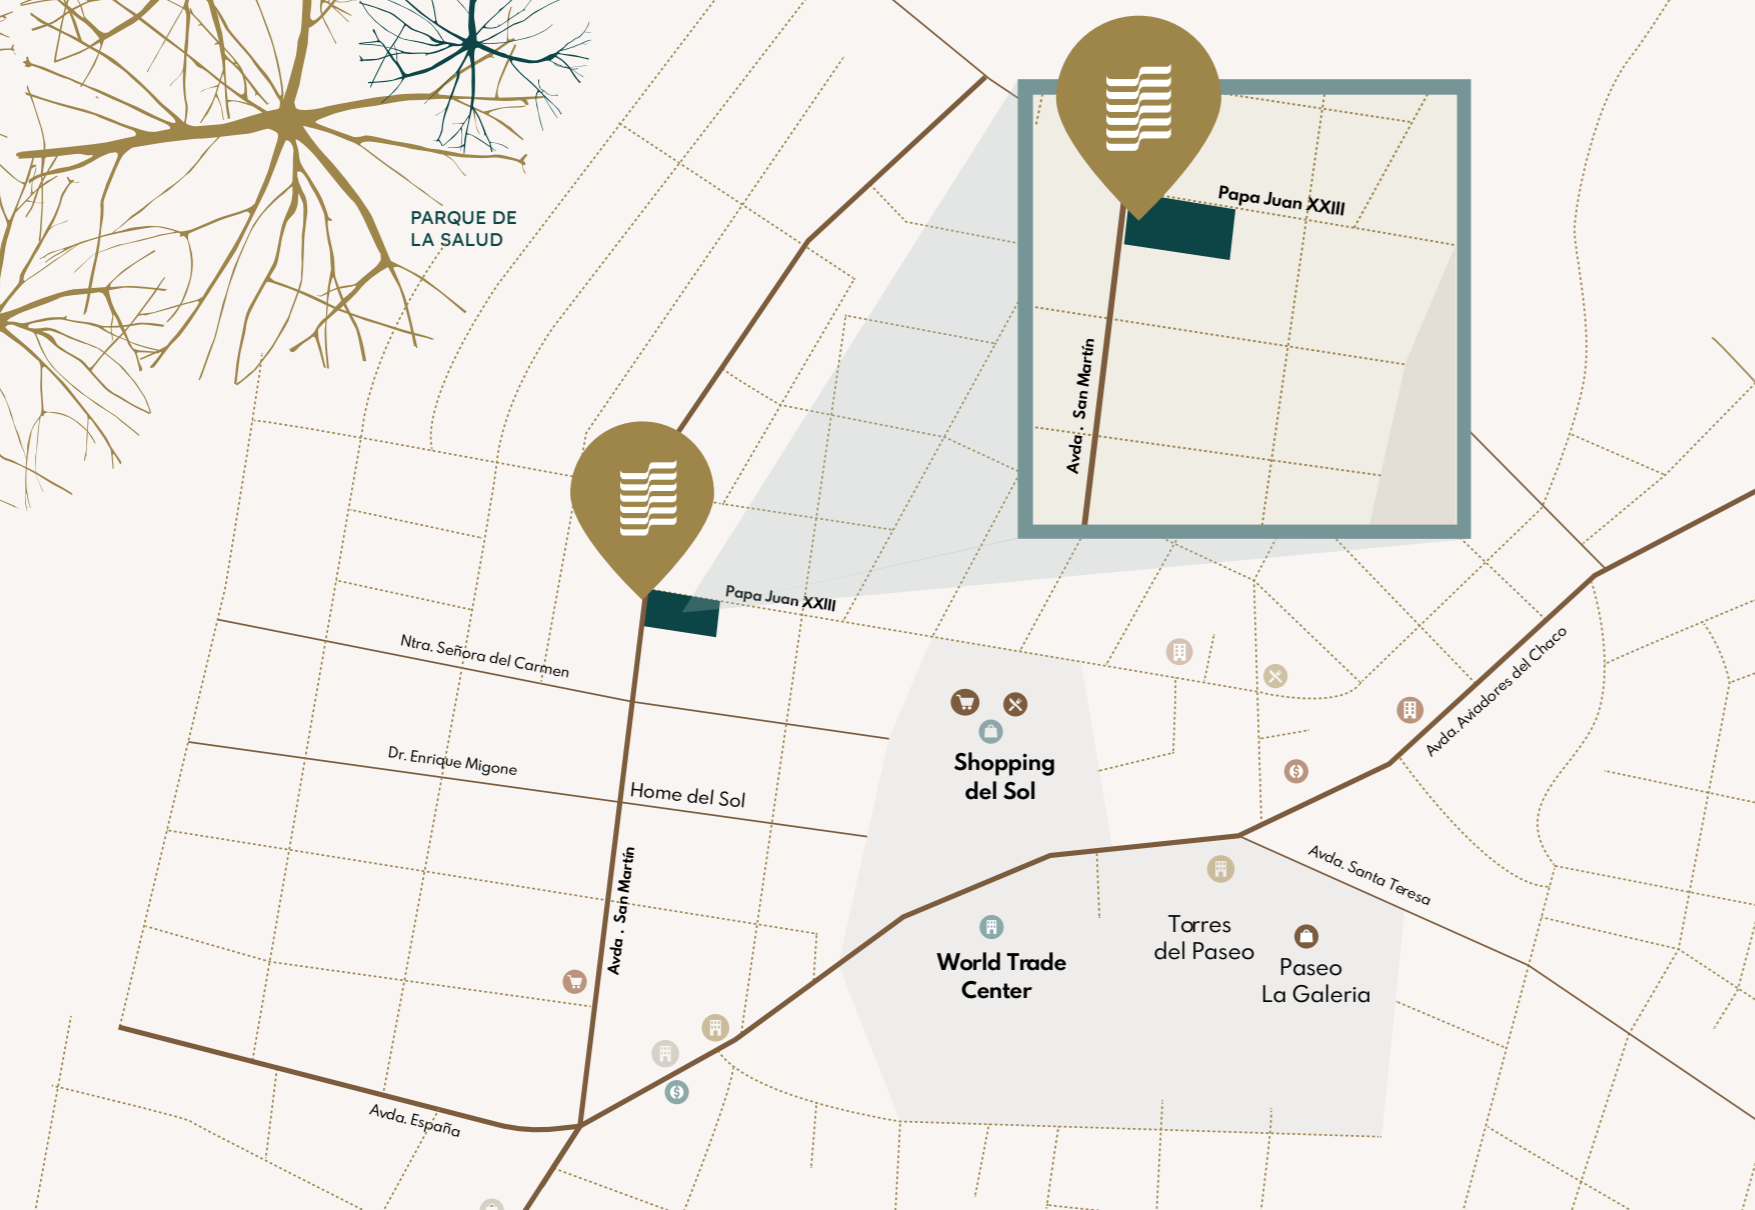 PARQUE DE
LA SALUD
Papa Juan XXIII
Avda. San Martín
Papa Juan XXIII
Ntra. Señora del Carmen
Dr. Enrique Migone
Home del Sol
Avda. San Martín
Shopping
del Sol
Avda. Aviadores del Chaco
Avda. Santa Teresa
World Trade
Center
Torres
del Paseo
Paseo
La Galeria
Avda. España